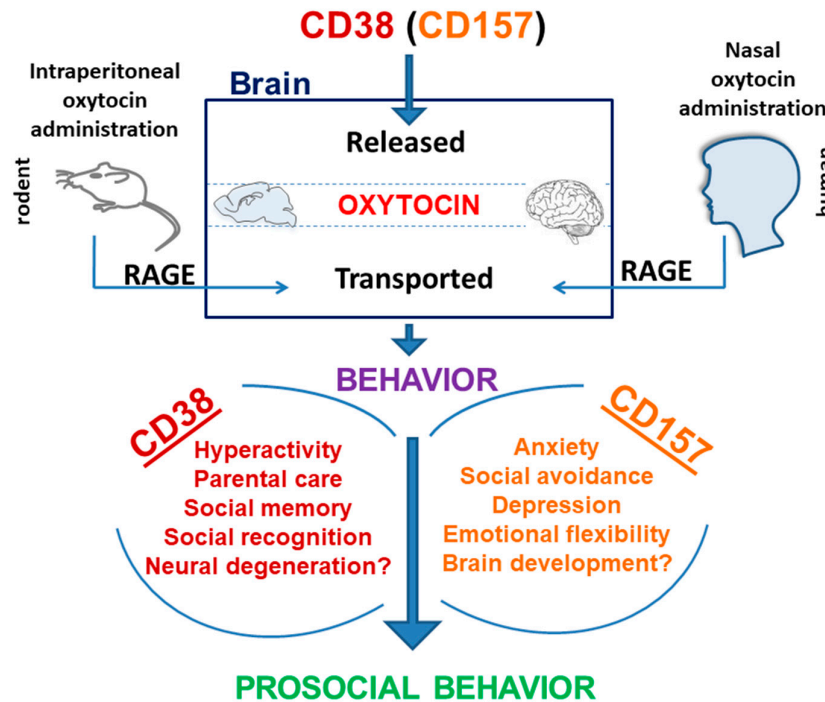 CD38 (CD157)
Intraperitoneal
oxytocin
administration
Nasal
oxytocin
administration
Brain
rodent
human
Released
OXYTOCIN
Transported
RAGE
RAGE
BEHAVIOR
CD38
Hyperactivity
Parental care
Social memory
Social recognition
Neural degeneration?
CD157
Anxiety
Social avoidance
Depression
Emotional flexibility
Brain development?
PROSOCIAL BEHAVIOR